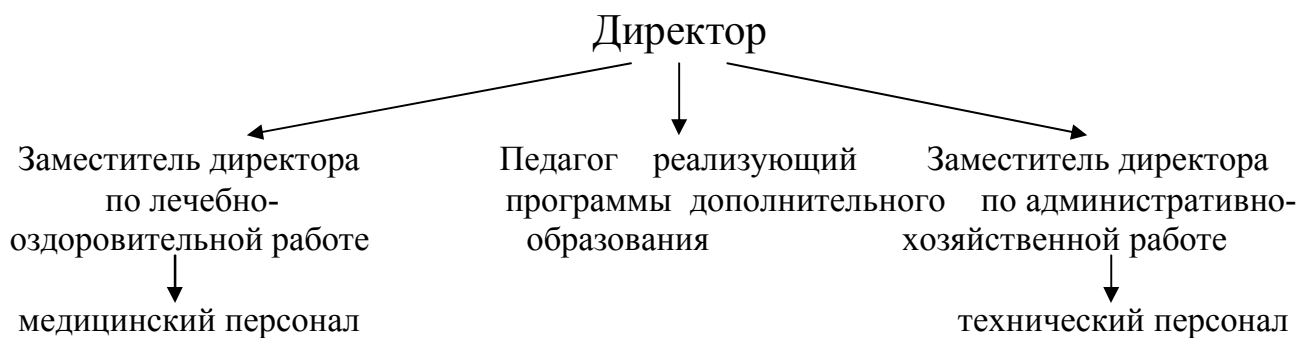 Директор
Заместитель директора
по лечебно-
оздоровительной работе
Педагог реализующий
программы дополнительного
образования
Заместитель директора
по административно-
хозяйственной работе
медицинский персонал
технический персонал